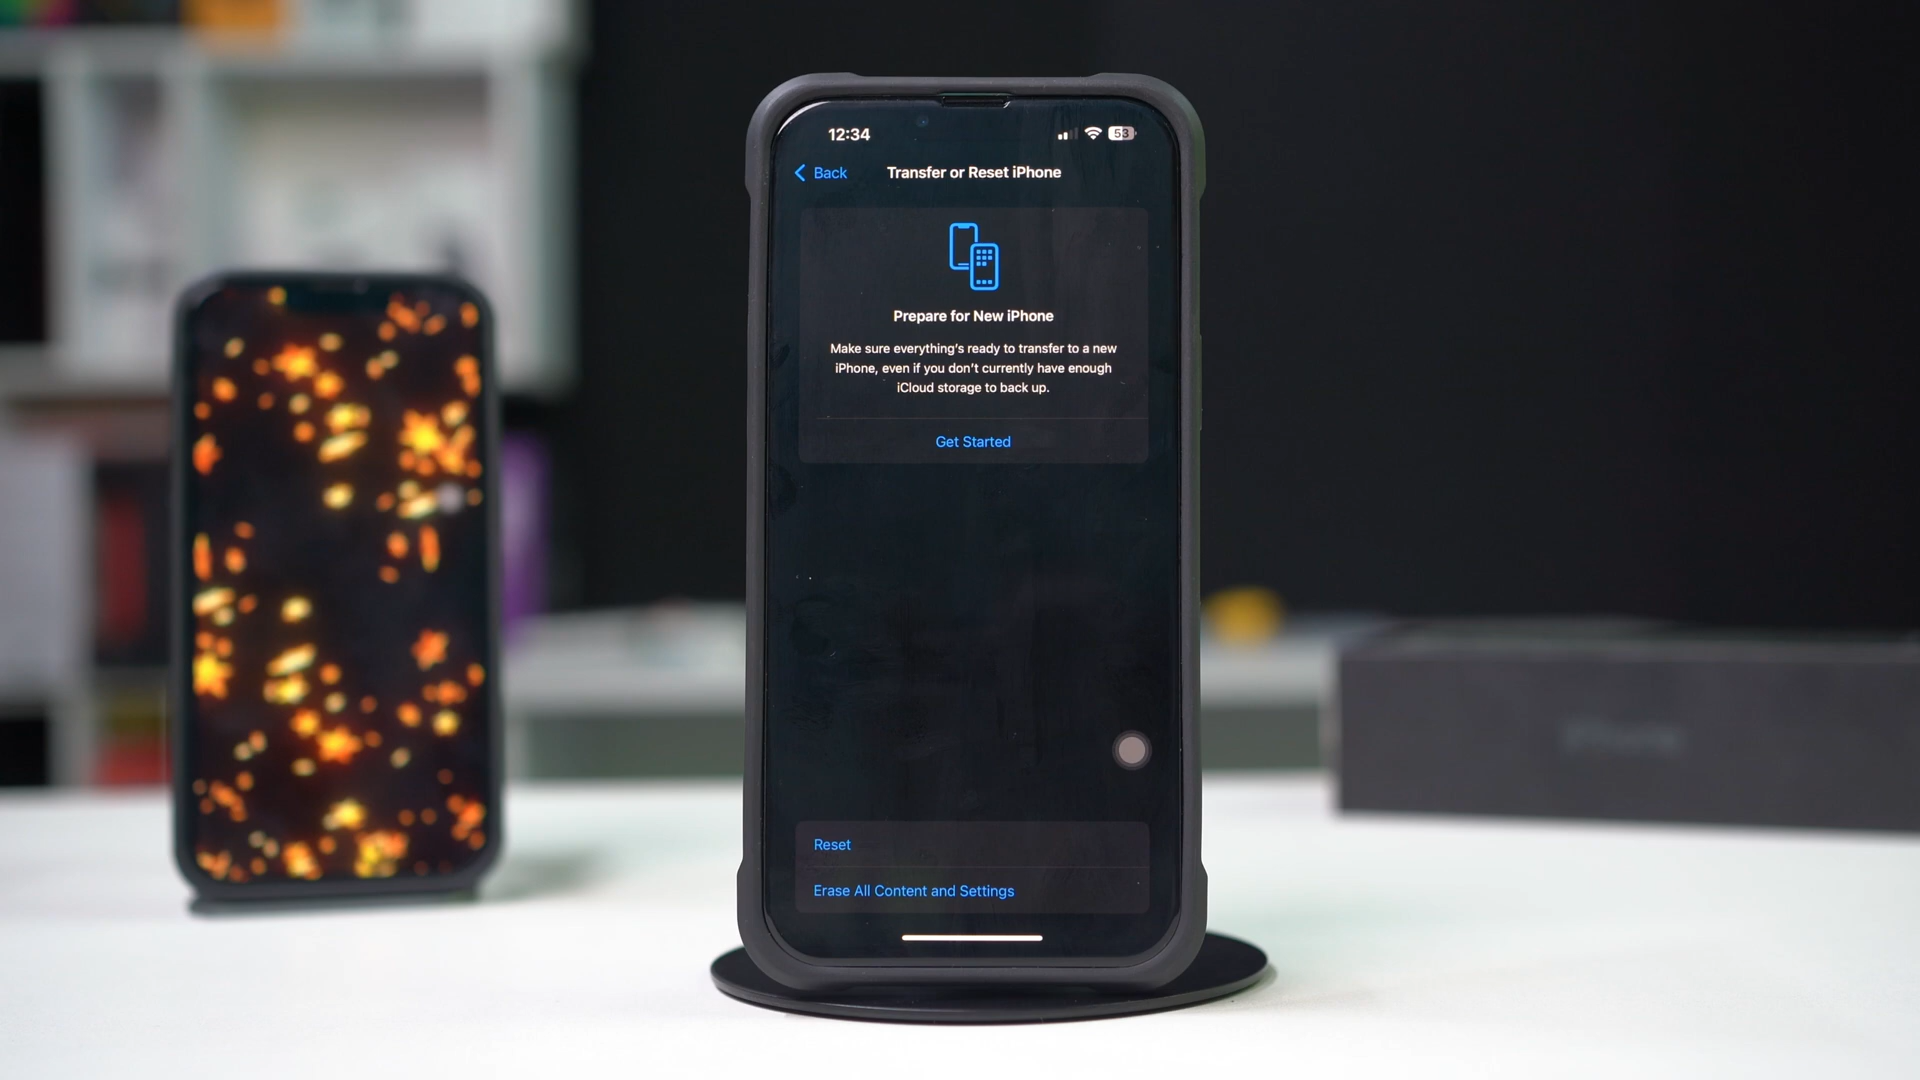 12:34
53
Back
Transfer or Reset iPhone
Prepare for New iPhone
Make sure everything's ready to transfer to a new
iPhone, even if you don't currently have enough
iCloud storage to back up.
Get Started
Reset
Erase All Content and Settings
iPhone